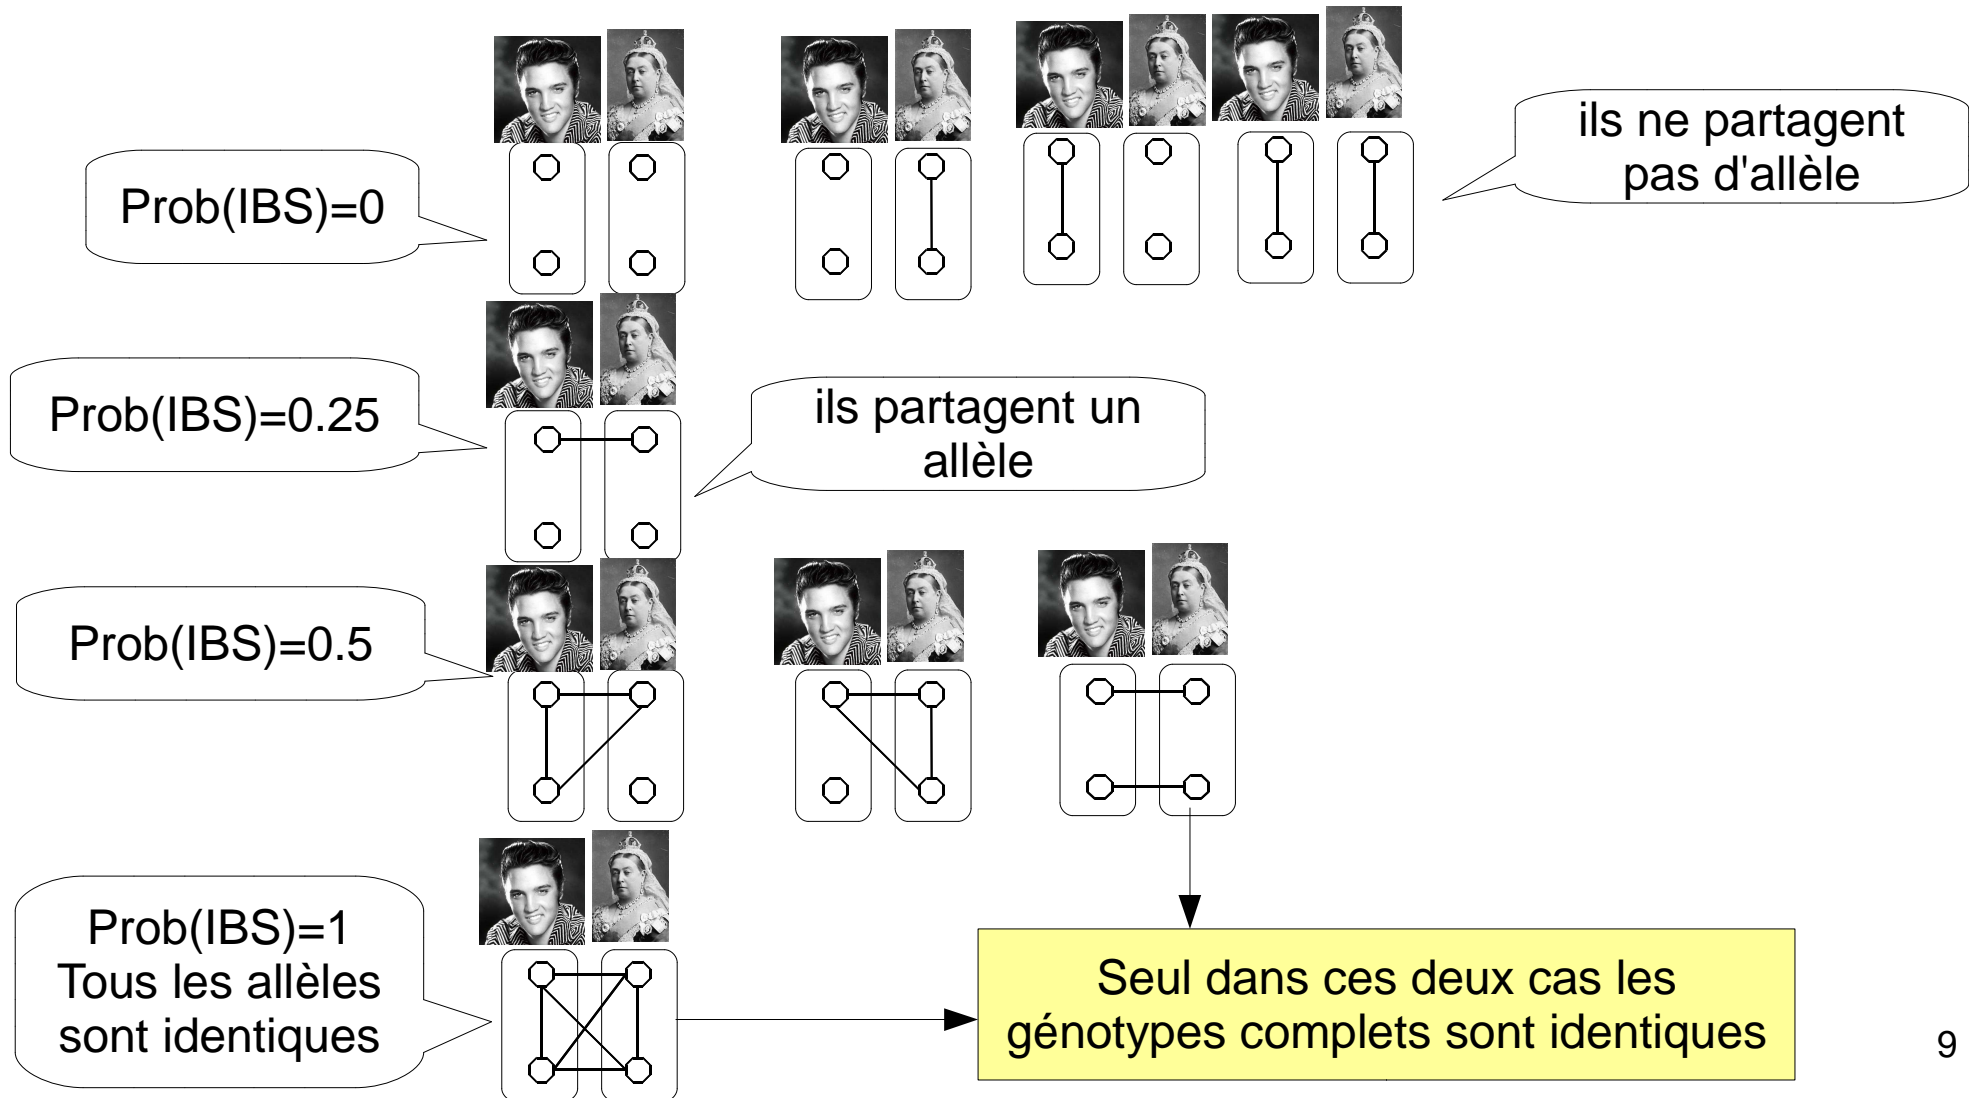 ils ne partagent
pas d'allèle
Prob(IBS)=0
Prob(IBS)=0.25
ils partagent un
allèle
Prob(IBS)=0.5
Prob(IBS)=1
Tous les allèles
sont identiques
Seul dans ces deux cas les
génotypes complets sont identiques
9